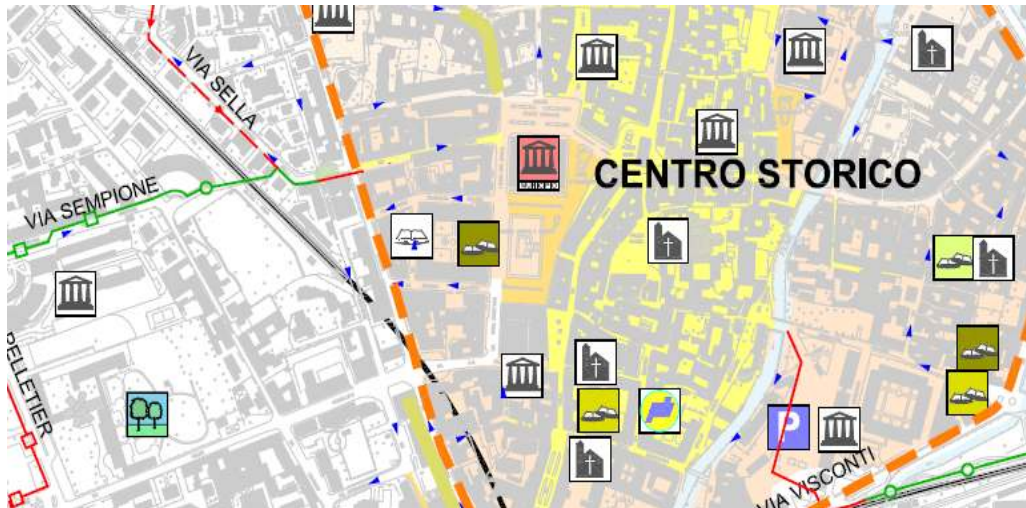 VIA SELLA
CENTRO STORICO
VIA SEMPIONE
PELLETIER
P
VIA VISCONTI